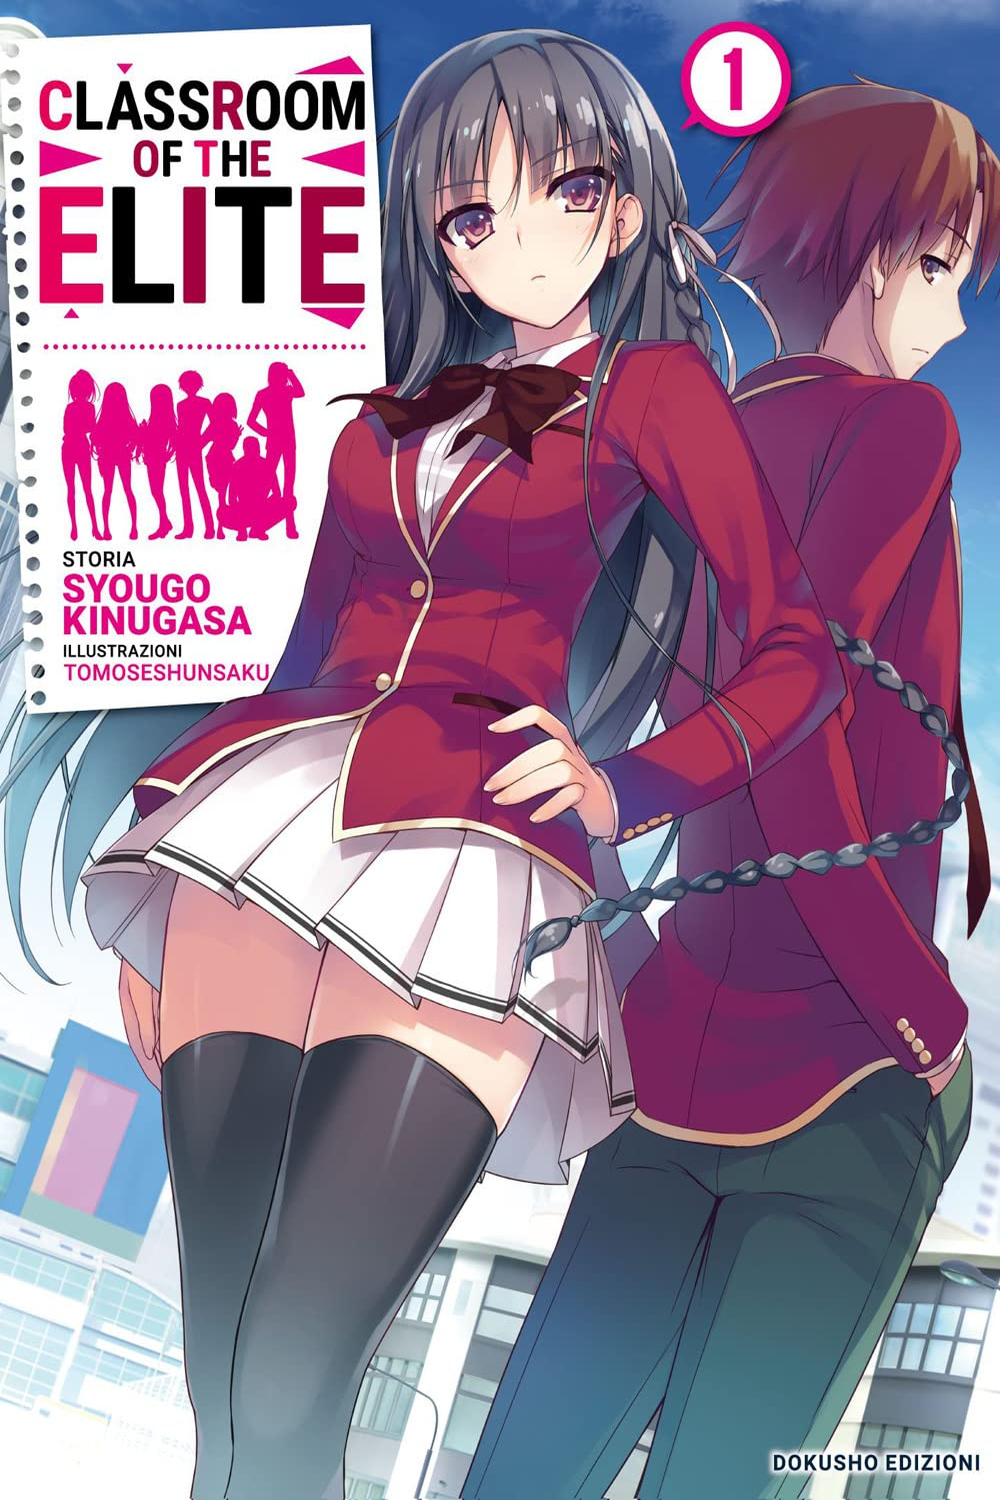 CLASSROOM
OF THE
ELITE
1
STORIA
SYOUGO
KINUGASA
ILLUSTRAZIONI
TOMOSESHUNSAKU
DOKUSHO EDIZIONI